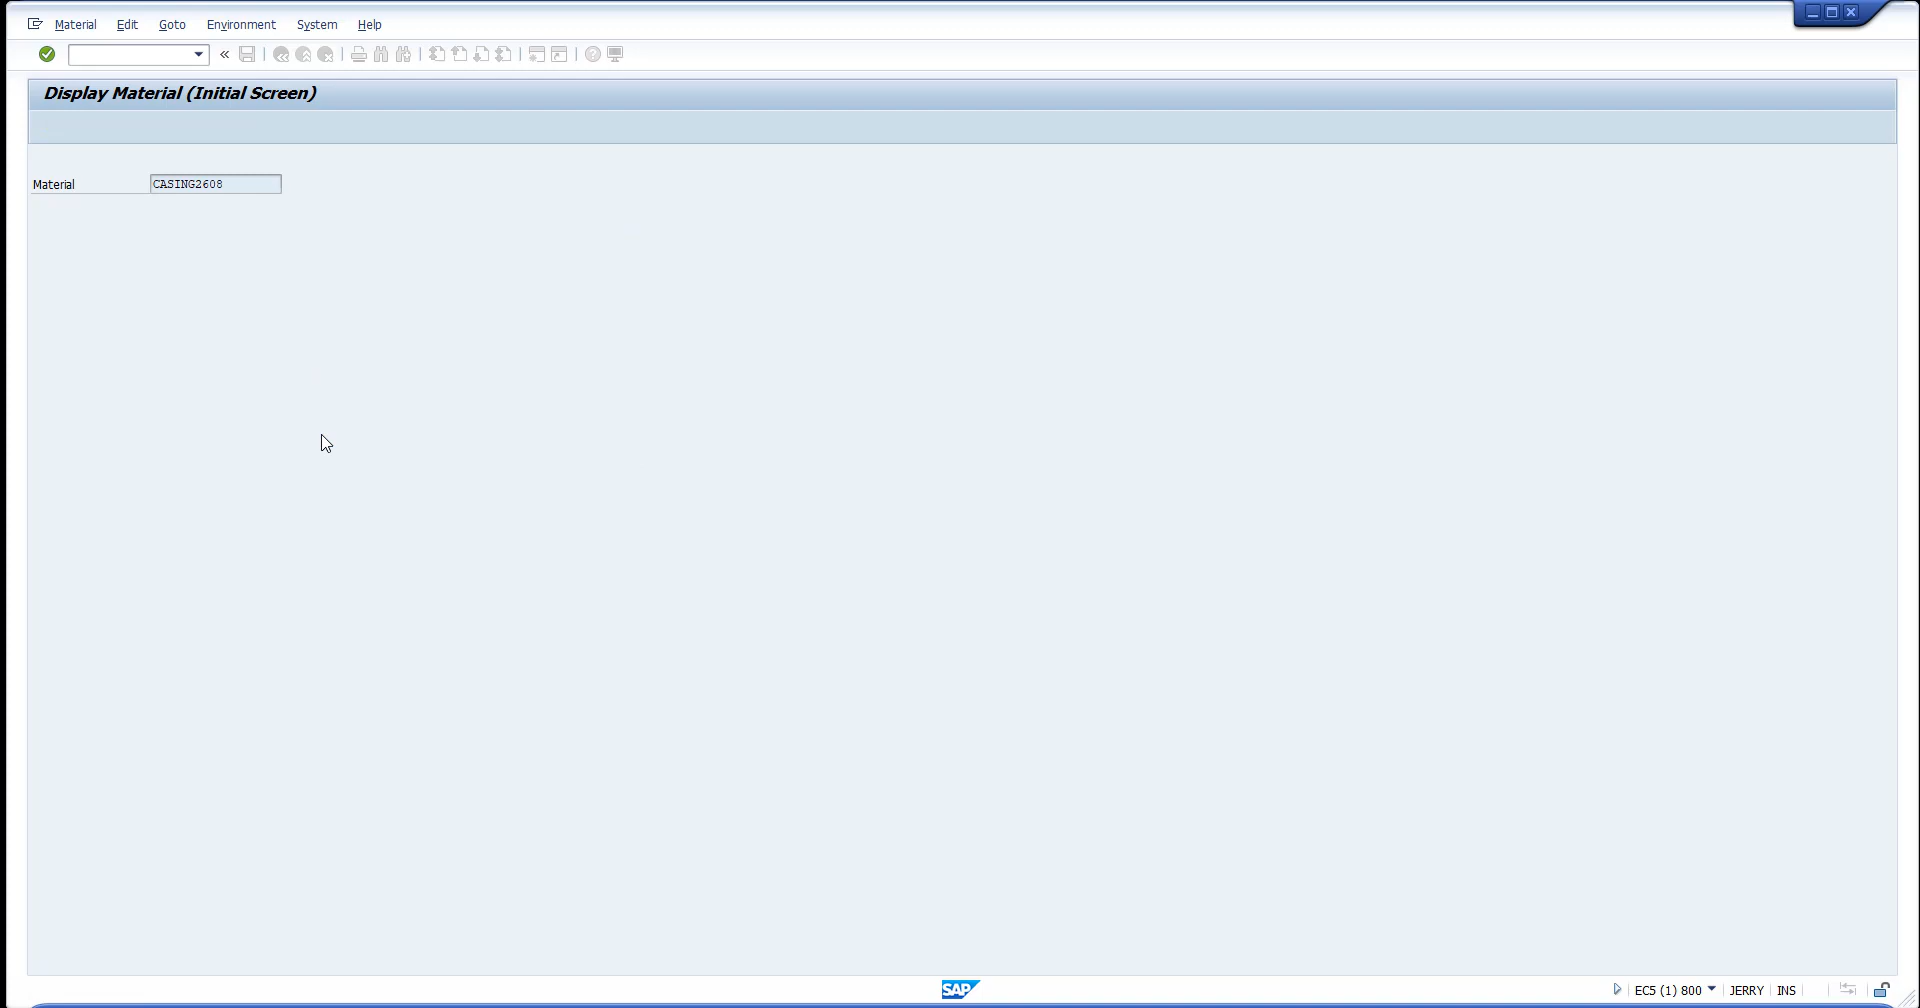 Material Edit Goto Environment System Help
Display Material (Initial Screen)
Material CASING2608
SAP EC5 (1) 800 JERRY INS